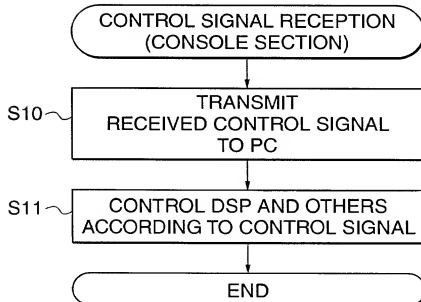 CONTROL SIGNAL RECEPTION
(CONSOLE SECTION)
S10
TRANSMIT
RECEIVED CONTROL SIGNAL
TO PC
S11
CONTROL DSP AND OTHERS
ACCORDING TO CONTROL SIGNAL
END